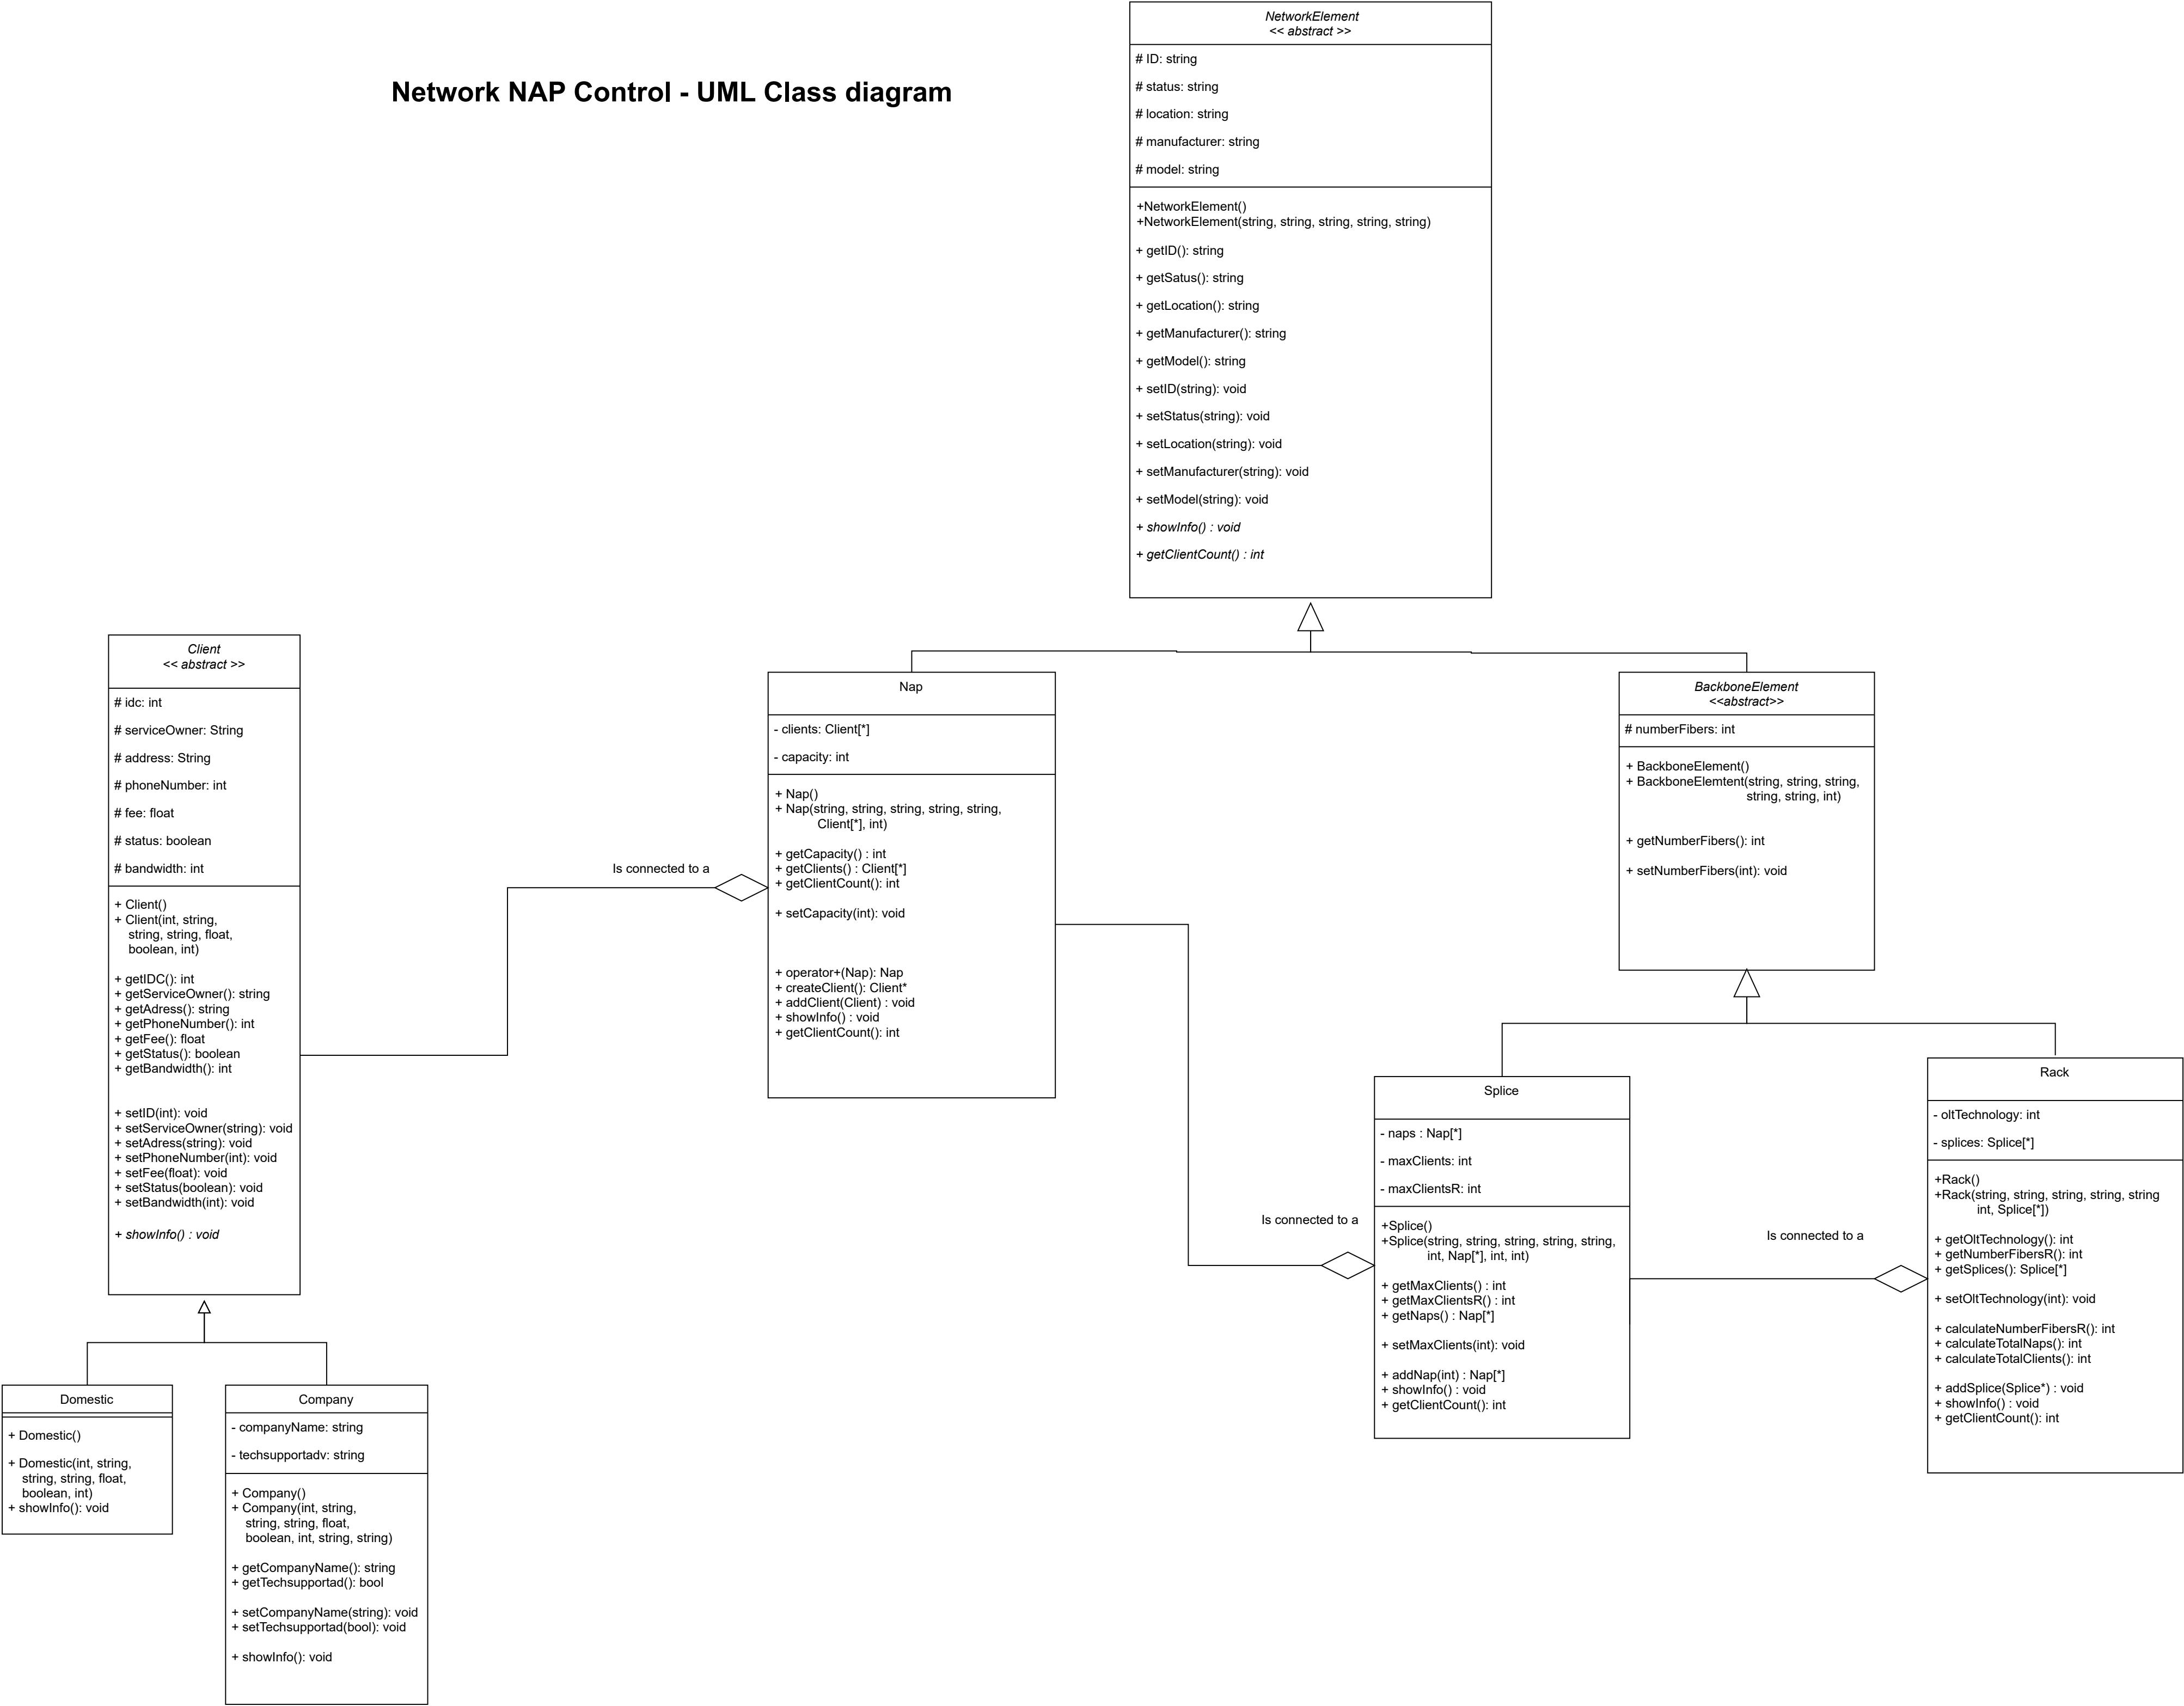 Network NAP Control - UML Class diagram
NetworkElement
<< abstract >>
# ID: string
# status: string
# location: string
# manufacturer: string
# model: string
+NetworkElement()
+NetworkElement(string, string, string, string, string)
+ getID(): string
+ getSatus(): string
+ getLocation(): string
+ getManufacturer(): string
+ getModel(): string
+ setID(string): void
+ setStatus(string): void
+ setLocation(string): void
+ setManufacturer(string): void
+ setModel(string): void
+ showInfo() : void
+ getClientCount() : int
Client
<< abstract >>
# idc: int
# serviceOwner: String
# address: String
# phoneNumber: int
# fee: float
# status: boolean
# bandwidth: int
+ Client()
+ Client(int, string,
string, string, float,
boolean, int)
+ getIDC(): int
+ getServiceOwner(): string
+ getAdress(): string
+ getPhoneNumber(): int
+ getFee(): float
+ getStatus(): boolean
+ getBandwidth(): int
+ setID(int): void
+ setServiceOwner(string): void
+ setAdress(string): void
+ setPhoneNumber(int): void
+ setFee(float): void
+ setStatus(boolean): void
+ setBandwidth(int): void
+ showInfo() : void
Is connected to a
Nap
- clients: Client[*]
- capacity: int
+ Nap()
+ Nap(string, string, string, string, string,
Client[*], int)
+ getCapacity() : int
+ getClients() : Client[*]
+ getClientCount(): int
+ setCapacity(int): void
+ operator+(Nap): Nap
+ createClient(): Client*
+ addClient(Client) : void
+ showInfo() : void
+ getClientCount(): int
BackboneElement
<<abstract>>
# numberFibers: int
+ BackboneElement()
+ BackboneElemtent(string, string, string,
string, string, int)
+ getNumberFibers(): int
+ setNumberFibers(int): void
Is connected to a
Splice
- naps : Nap[*]
- maxClients: int
- maxClientsR: int
+Splice()
+Splice(string, string, string, string, string,
int, Nap[*], int, int)
+ getMaxClients() : int
+ getMaxClientsR() : int
+ getNaps() : Nap[*]
+ setMaxClients(int): void
+ addNap(int) : Nap[*]
+ showInfo() : void
+ getClientCount(): int
Is connected to a
Rack
- oltTechnology: int
- splices: Splice[*]
+Rack()
+Rack(string, string, string, string, string
int, Splice[*])
+ getOltTechnology(): int
+ getNumberFibersR(): int
+ getSplices(): Splice[*]
+ setOltTechnology(int): void
+ calculateNumberFibersR(): int
+ calculateTotalNaps(): int
+ calculateTotalClients(): int
+ addSplice(Splice*) : void
+ showInfo() : void
+ getClientCount(): int
Domestic
+ Domestic()
+ Domestic(int, string,
string, string, float,
boolean, int)
+ showInfo(): void
Company
- companyName: string
- techsupportadv: string
+ Company()
+ Company(int, string,
string, string, float,
boolean, int, string, string)
+ getCompanyName(): string
+ getTechsupportad(): bool
+ setCompanyName(string): void
+ setTechsupportad(bool): void
+ showInfo(): void